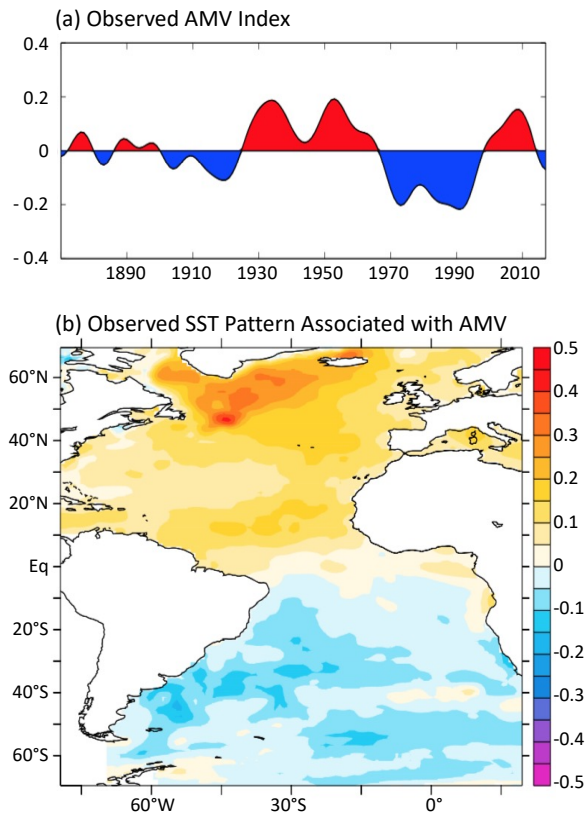 (a) Observed AMV Index
0.4
0.2
0
- 0.2
- 0.4
1890 1910 1930 1950 1970 1990 2010
(b) Observed SST Pattern Associated with AMV
60°N
40°N
20°N
Eq
20°S
40°S
60°S
60°W 30°S 0°
0.5
0.4
0.3
0.2
0.1
0
-0.1
-0.2
-0.3
-0.4
-0.5